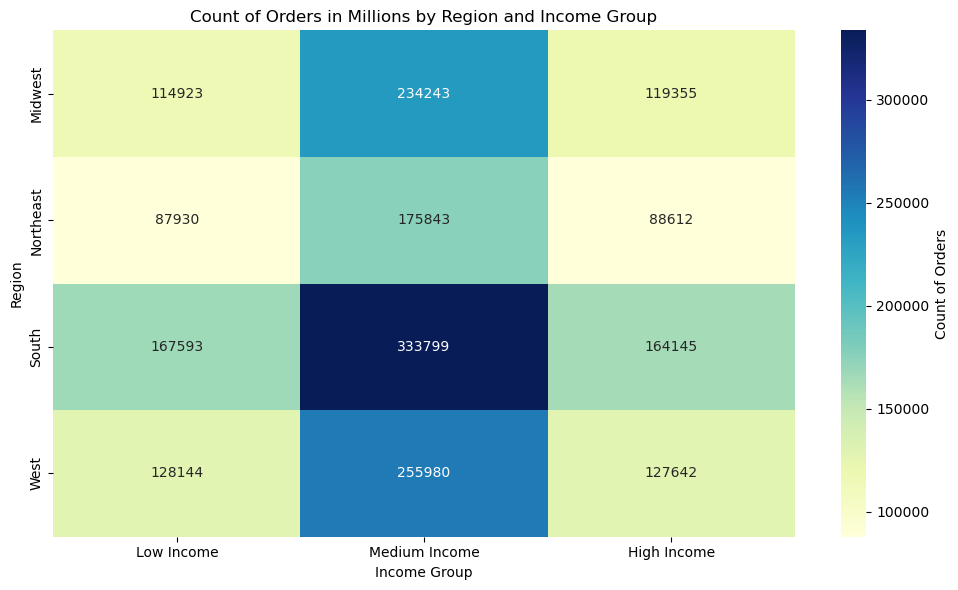 Count of Orders in Millions by Region and Income Group
Region
Midwest
114923 234243 119355
Northeast
87930 175843 88612
South
167593 333799 164145
West
128144 255980 127642
Low Income Medium Income High Income
Income Group
300000
250000
200000
150000
100000
Count of Orders